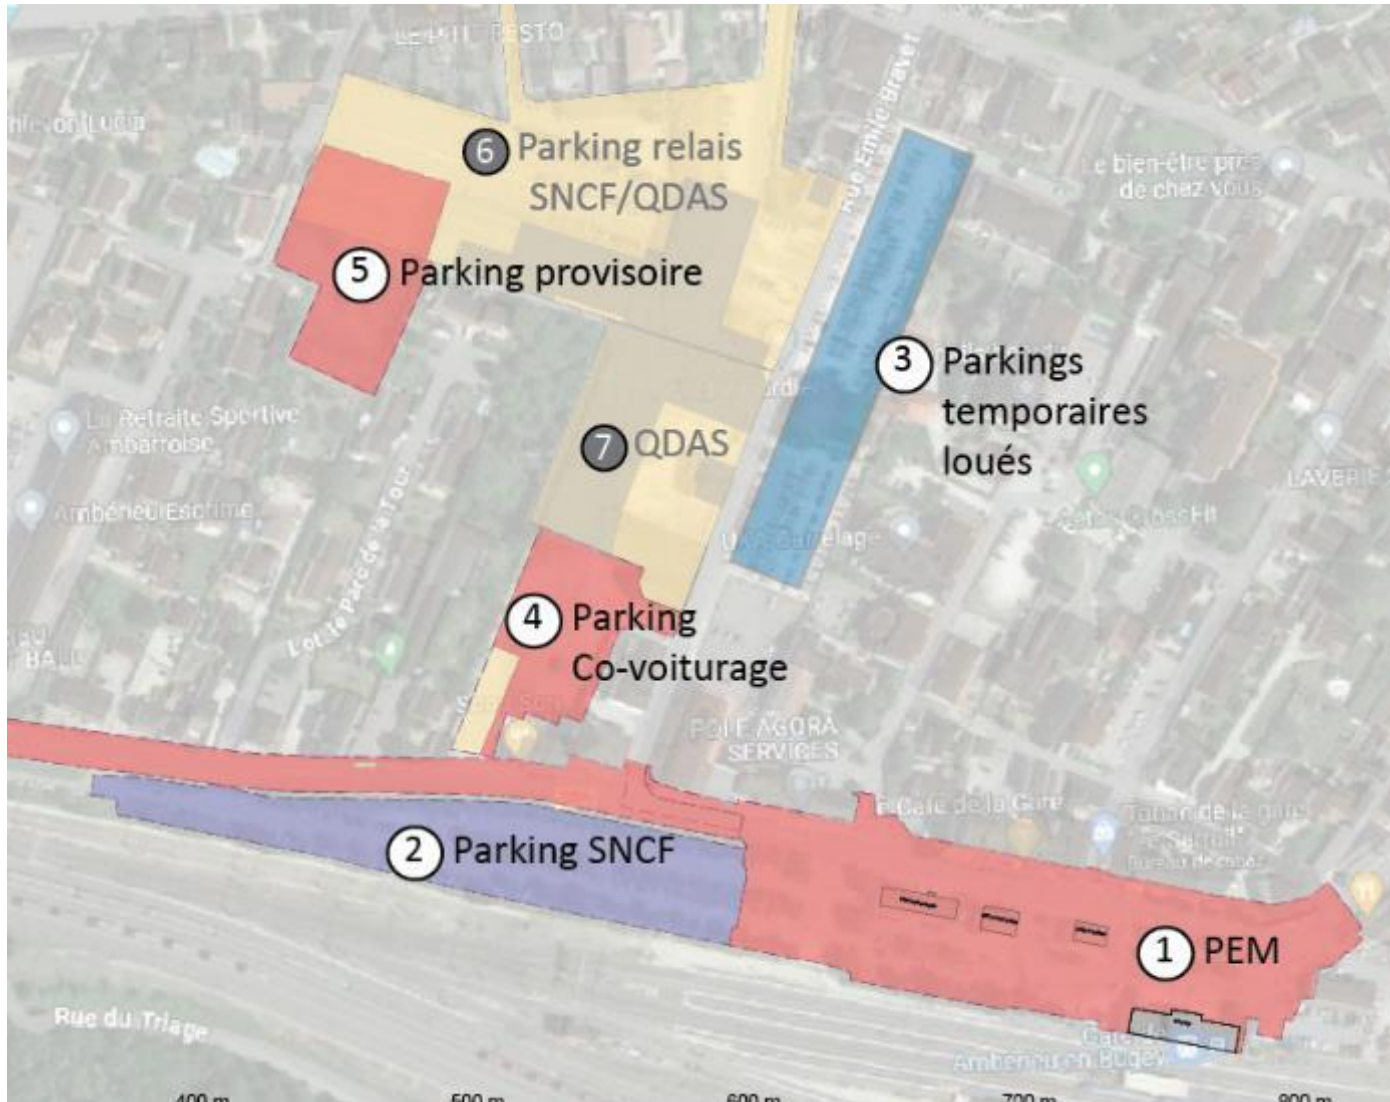 Rue Emile Bravet
Le bien-être près
de chez vous
6 Parking relais
SNCF/QDAS
5 Parking provisoire
3 Parkings
temporaires
loués
La Retraite Sportive
Ambarroise
7 QDAS
LAVERIE
Ambérieu Escrime
4 Parking
Co-voiturage
POLE AGORA
SERVICES
Café de la Gare
2 Parking SNCF
1 PEM
Rue du Triage
Gare de
Ambérieu en Bugey
400 m
500 m
600 m
700 m
800 m